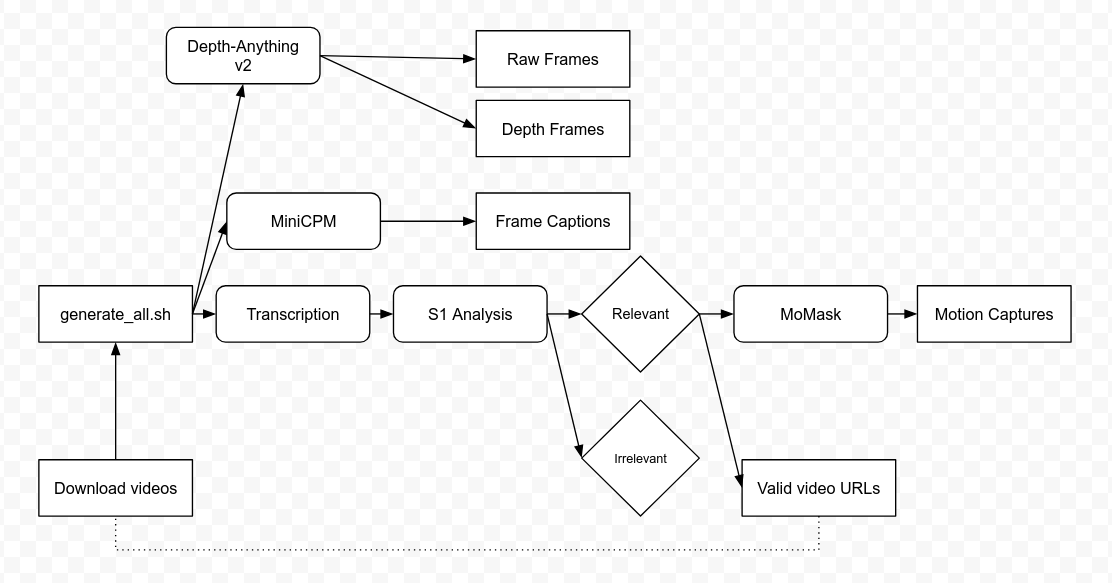 Depth-Anything
v2
Raw Frames
Depth Frames
MiniCPM
Frame Captions
generate_all.sh
Transcription
S1 Analysis
Relevant
MoMask
Motion Captures
Irrelevant
Download videos
Valid video URLs